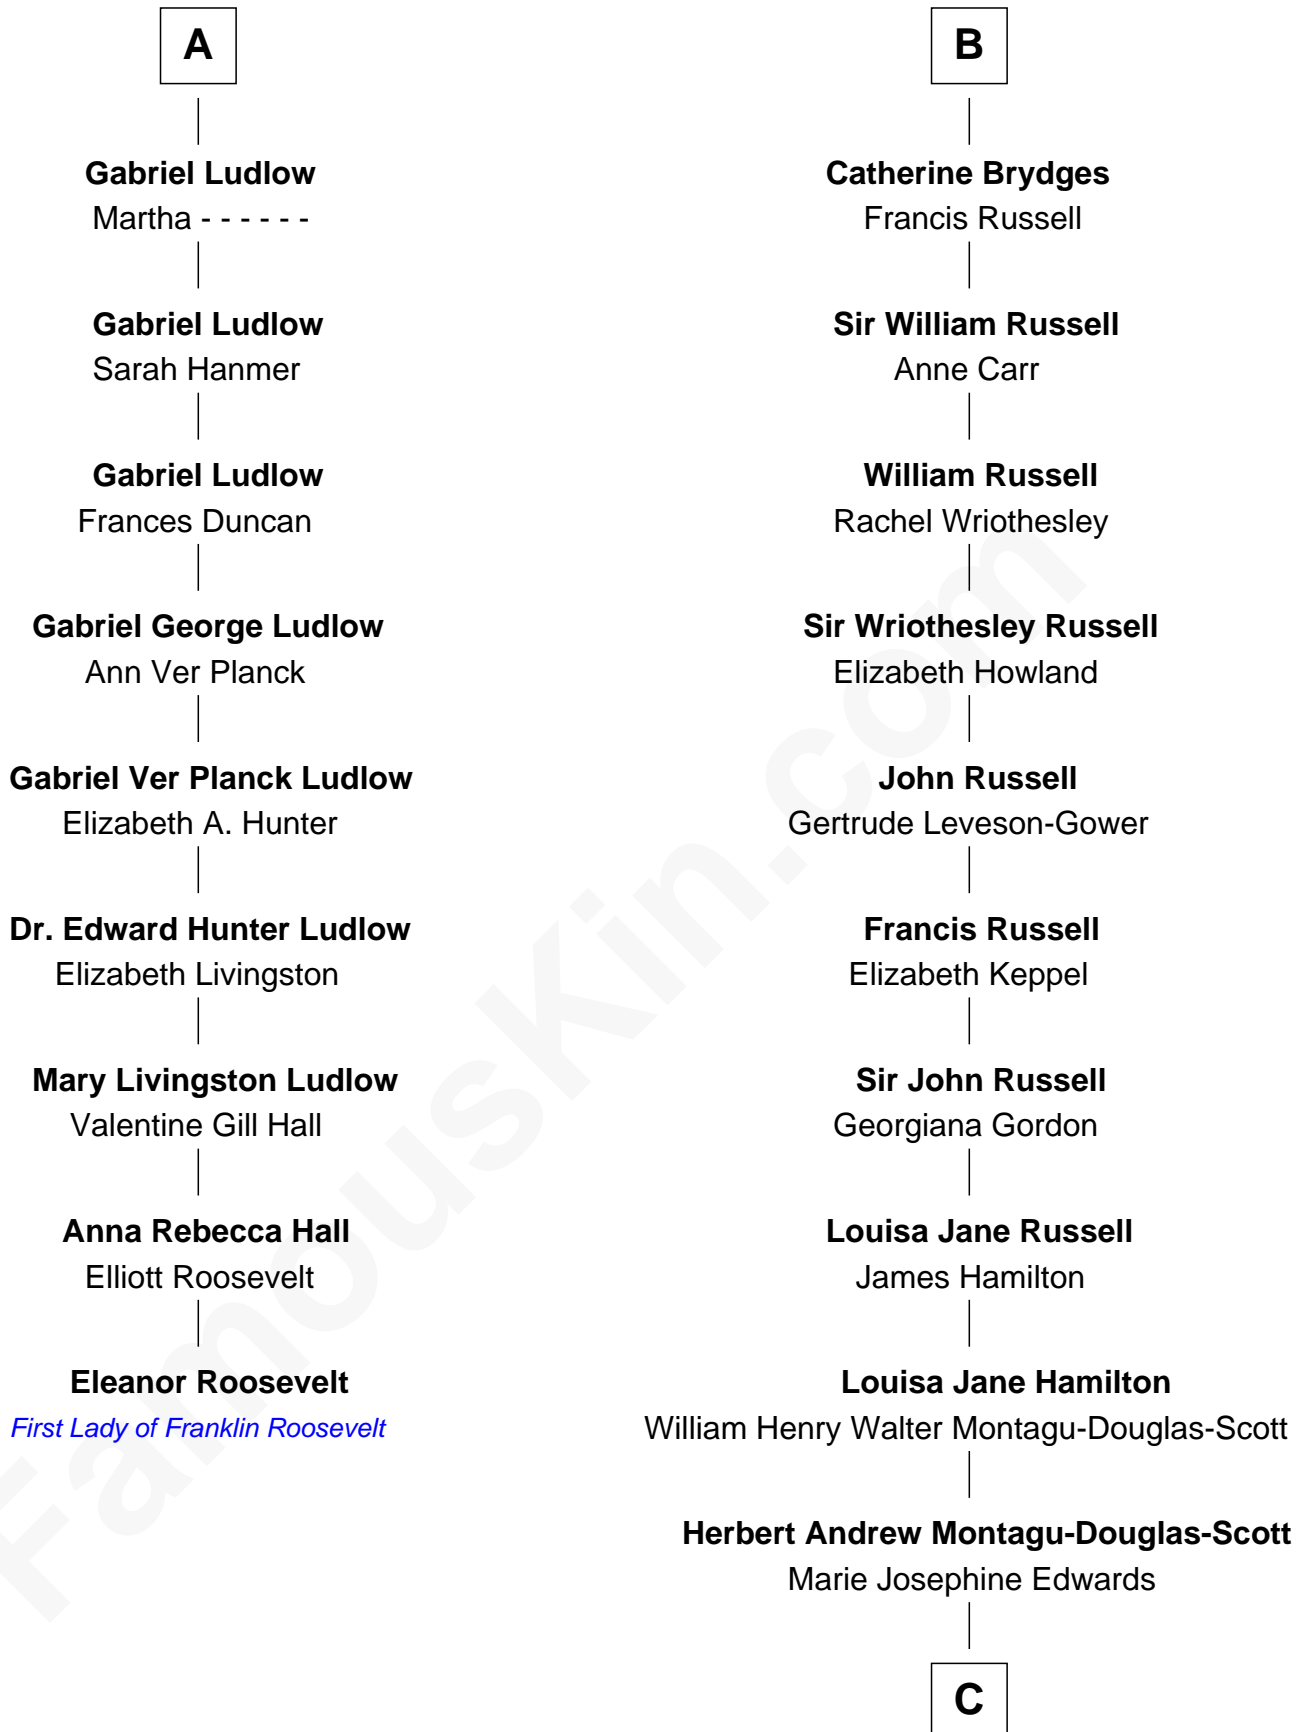 A
Gabriel Ludlow
Martha - - - - - -
Gabriel Ludlow
Sarah Hanmer
Gabriel Ludlow
Frances Duncan
Gabriel George Ludlow
Ann Ver Planck
Gabriel Ver Planck Ludlow
Elizabeth A. Hunter
Dr. Edward Hunter Ludlow
Elizabeth Livingston
Mary Livingston Ludlow
Valentine Gill Hall
Anna Rebecca Hall
Elliott Roosevelt
Eleanor Roosevelt
First Lady of Franklin Roosevelt
B
Catherine Brydges
Francis Russell
Sir William Russell
Anne Carr
William Russell
Rachel Wriothesley
Sir Wriothesley Russell
Elizabeth Howland
John Russell
Gertrude Leveson-Gower
Francis Russell
Elizabeth Keppel
Sir John Russell
Georgiana Gordon
Louisa Jane Russell
James Hamilton
Louisa Jane Hamilton
William Henry Walter Montagu-Douglas-Scott
Herbert Andrew Montagu-Douglas-Scott
Marie Josephine Edwards
C
FamousKin.com